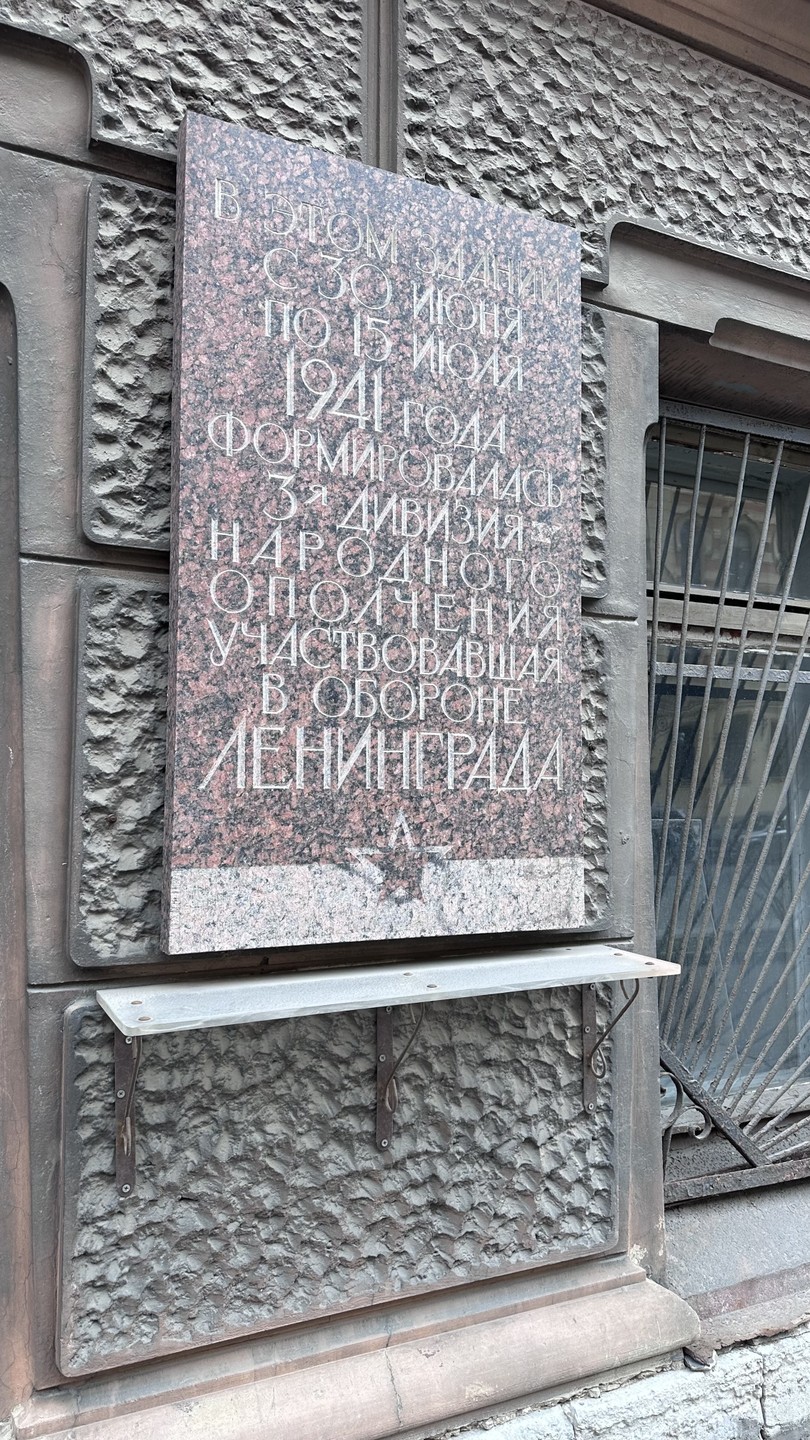 В ЭТОМ ЗДАНИИ
С 30 ИЮНЯ
ПО 15 ИЮЛЯ
1941 ГОДА
ФОРМИРОВАЛАСЬ
3я ДИВИЗИЯ
НАРОДНОГО
ОПОЛЧЕНИЯ
УЧАСТВОВАВШАЯ
В ОБОРОНЕ
ЛЕНИНГРАДА